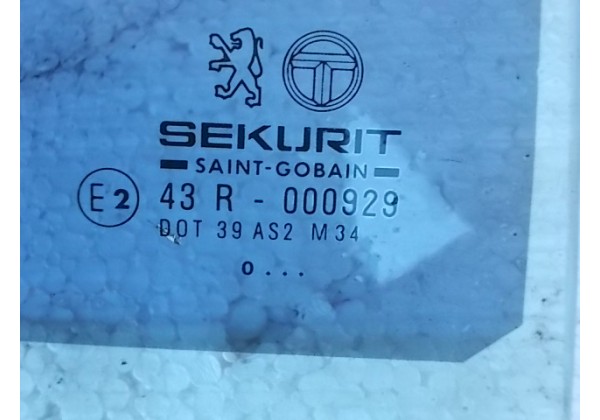 SEKURIT
SAINT-GOBAIN
E2 43 R - 000929
DOT 39 AS2 M34
0...